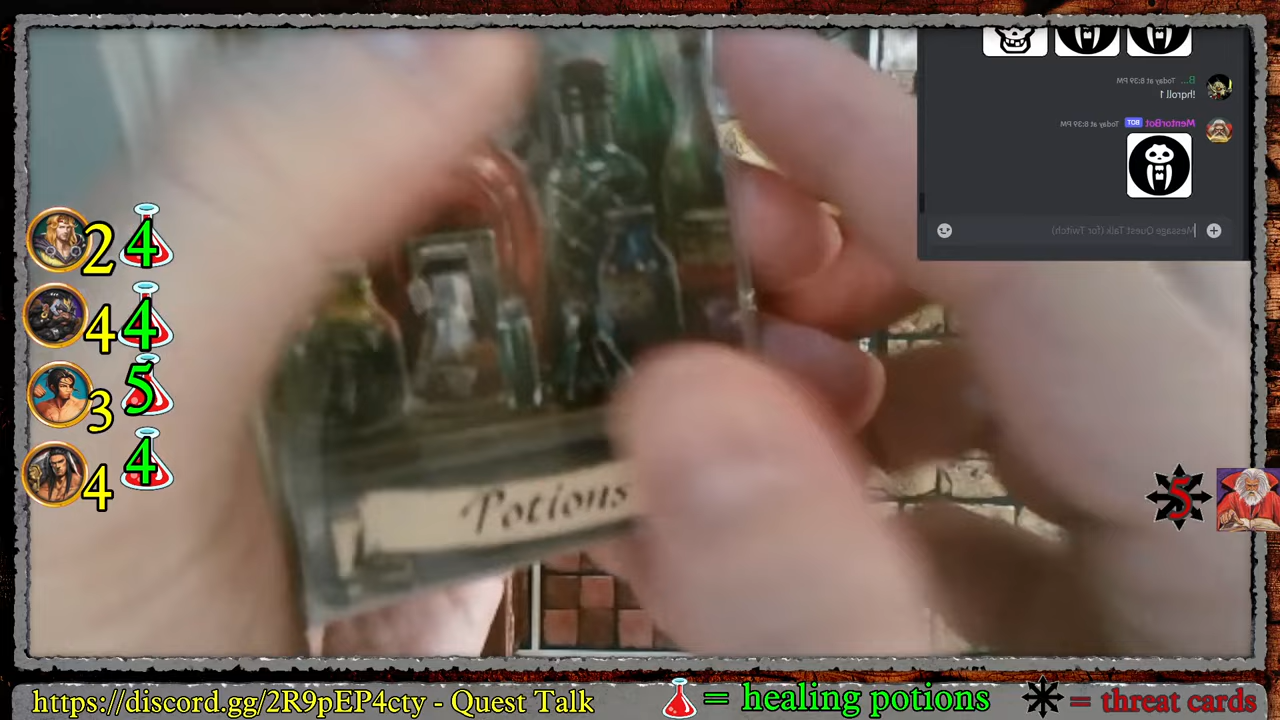 B... Today at 8:39 PM
!hqroll 1
MentorBot BOT Today at 8:39 PM
Message Quest Talk (for Twitch)
2 4
4 4
5
3
4
4
5
Potions
https://discord.gg/2R9pEP4cty - Quest Talk
= healing potions
= threat cards